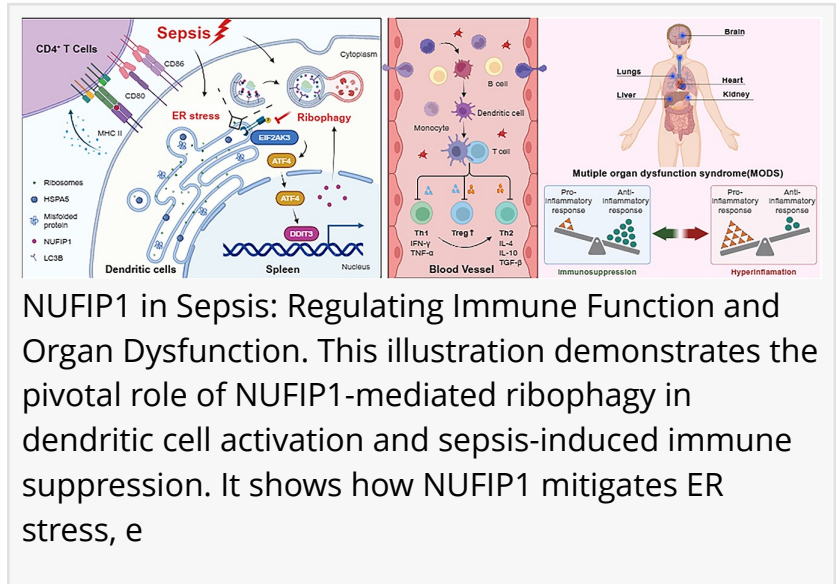 Sepsis
CD4⁺ T Cells
CD86
CD80
MHC II
Cytoplasm
ER stress
Ribophagy
EIF2AK3
ATF4
ATF4
DDIT3
Ribosomes
HSPA5
Misfolded
protein
NUFIP1
LC3B
Dendritic cells
Spleen
Nucleus
B cell
Dendritic cell
Monocyte
T cell
Th1
IFN-γ
TNF-α
Treg↑
Th2
IL-4
IL-10
TGF-β
Blood Vessel
Brain
Lungs
Heart
Liver
Kidney
Mutiple organ dysfunction syndrome(MODS)
Pro-
inflammatory
response
Anti-
inflammatory
response
Immunosuppression
Pro-
inflammatory
response
Anti-
inflammatory
response
Hyperinflamation
NUFIP1 in Sepsis: Regulating Immune Function and
Organ Dysfunction. This illustration demonstrates the
pivotal role of NUFIP1-mediated ribophagy in
dendritic cell activation and sepsis-induced immune
suppression. It shows how NUFIP1 mitigates ER
stress, e